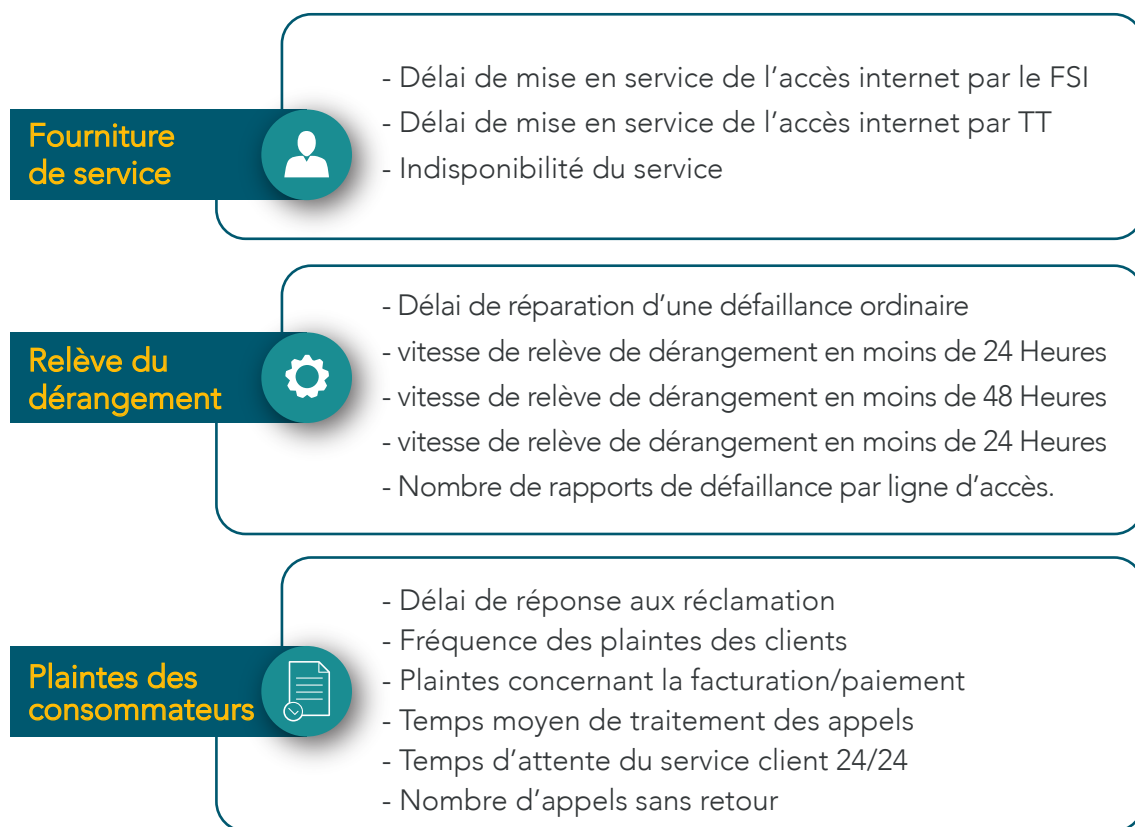 Fourniture
de service
- Délai de mise en service de l’accès internet par le FSI
- Délai de mise en service de l’accès internet par TT
- Indisponibilité du service
Relève du
dérangement
- Délai de réparation d’une défaillance ordinaire
- vitesse de relève de dérangement en moins de 24 Heures
- vitesse de relève de dérangement en moins de 48 Heures
- vitesse de relève de dérangement en moins de 24 Heures
- Nombre de rapports de défaillance par ligne d’accès.
Plaintes des
consommateurs
- Délai de réponse aux réclamation
- Fréquence des plaintes des clients
- Plaintes concernant la facturation/paiement
- Temps moyen de traitement des appels
- Temps d’attente du service client 24/24
- Nombre d’appels sans retour